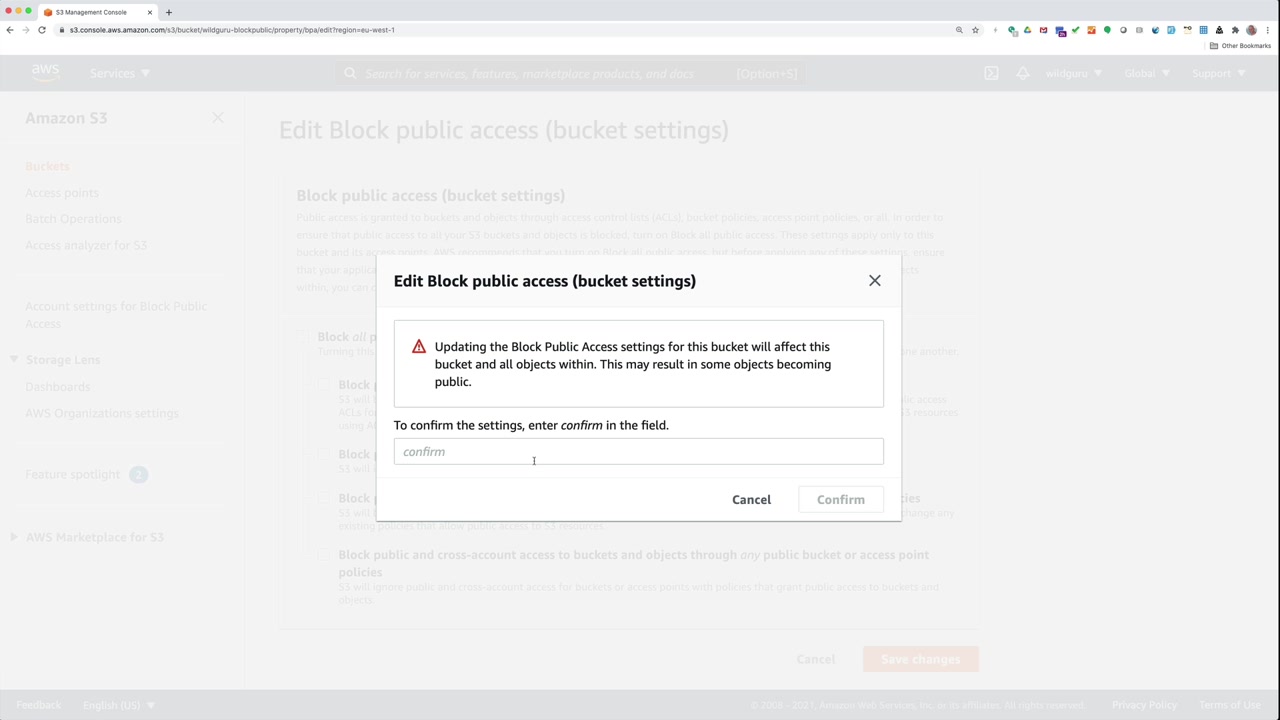 S3 Management Console
s3.console.aws.amazon.com/s3/bucket/wildguru-blockpublic/property/bpa/edit?region=eu-west-1
Other Bookmarks
aws
Services
Search for services, features, marketplace products, and docs
[Option+S]
wildguru
Global
Support
Amazon S3
Buckets
Access points
Batch Operations
Access analyzer for S3
Account settings for Block Public
Access
Storage Lens
Dashboards
AWS Organizations settings
Feature spotlight
2
AWS Marketplace for S3
Edit Block public access (bucket settings)
Block public access (bucket settings)
Public access is granted to buckets and objects through access control lists (ACLs), bucket policies, access point policies, or all. In order to
ensure that public access to all your S3 buckets and objects is blocked, turn on Block all public access. These settings apply only to this
bucket and its access points. AWS recommends that you turn on Block all public access, but before applying any of these settings, ensure
that your applica
within, you can c
Edit Block public access (bucket settings)
Updating the Block Public Access settings for this bucket will affect this
bucket and all objects within. This may result in some objects becoming
public.
To confirm the settings, enter confirm in the field.
confirm
Cancel
Confirm
Block all p
Turning this
one another.
Block p
S3 will b
public access
ACLs fo
S3 resources
using A
Block p
S3 will
Block p
cies
S3 will b
change any
existing policies that allow public access to S3 resources.
Block public and cross-account access to buckets and objects through any public bucket or access point
policies
S3 will ignore public and cross-account access for buckets or access points with policies that grant public access to buckets and
objects.
Cancel
Save changes
Feedback
English (US)
© 2008 - 2021, Amazon Web Services, Inc. or its affiliates. All rights reserved.
Privacy Policy
Terms of Use